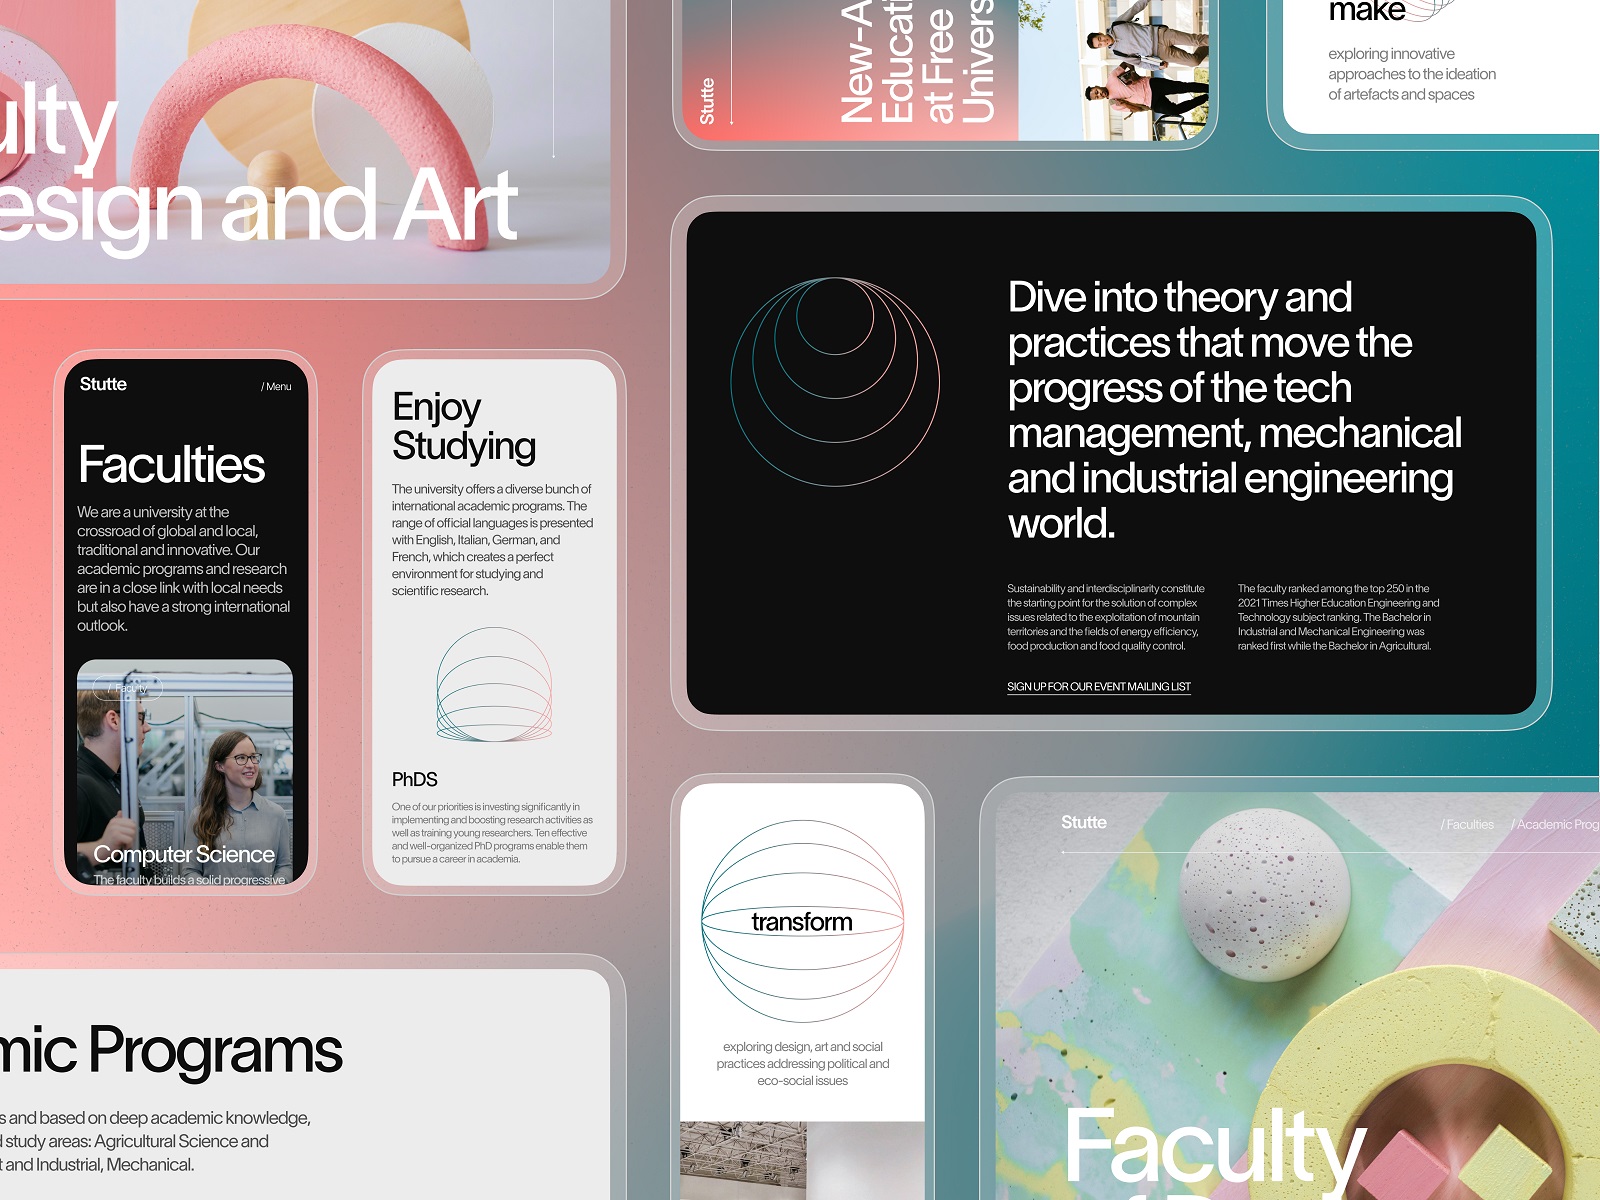 ulty
esign and Art
Stutte
New-A
Educati
at Free
Univers
make
exploring innovative
approaches to the ideation
of artefacts and spaces
Stutte
/ Menu
Faculties
We are a university at the
crossroad of global and local,
traditional and innovative. Our
academic programs and research
are in a close link with local needs
but also have a strong international
outlook.
/ Faculty
Computer Science
The faculty builds a solid progressive
Enjoy
Studying
The university offers a diverse bunch of
international academic programs. The
range of official languages is presented
with English, Italian, German, and
French, which creates a perfect
environment for studying and
scientific research.
PhDS
One of our priorities is investing significantly in
implementing and boosting research activities as
well as training young researchers. Ten effective
and well-organized PhD programs enable them
to pursue a career in academia.
Dive into theory and
practices that move the
progress of the tech
management, mechanical
and industrial engineering
world.
Sustainability and interdisciplinarity constitute
the starting point for the solution of complex
issues related to the exploitation of mountain
territories and the fields of energy efficiency,
food production and food quality control.
The faculty ranked among the top 250 in the
2021 Times Higher Education Engineering and
Technology subject ranking. The Bachelor in
Industrial and Mechanical Engineering was
ranked first while the Bachelor in Agricultural.
SIGN UP FOR OUR EVENT MAILING LIST
mic Programs
s and based on deep academic knowledge,
d study areas: Agricultural Science and
t and Industrial, Mechanical.
transform
exploring design, art and social
practices addressing political and
eco-social issues
Stutte
/ Faculties
/ Academic Prog
Faculty